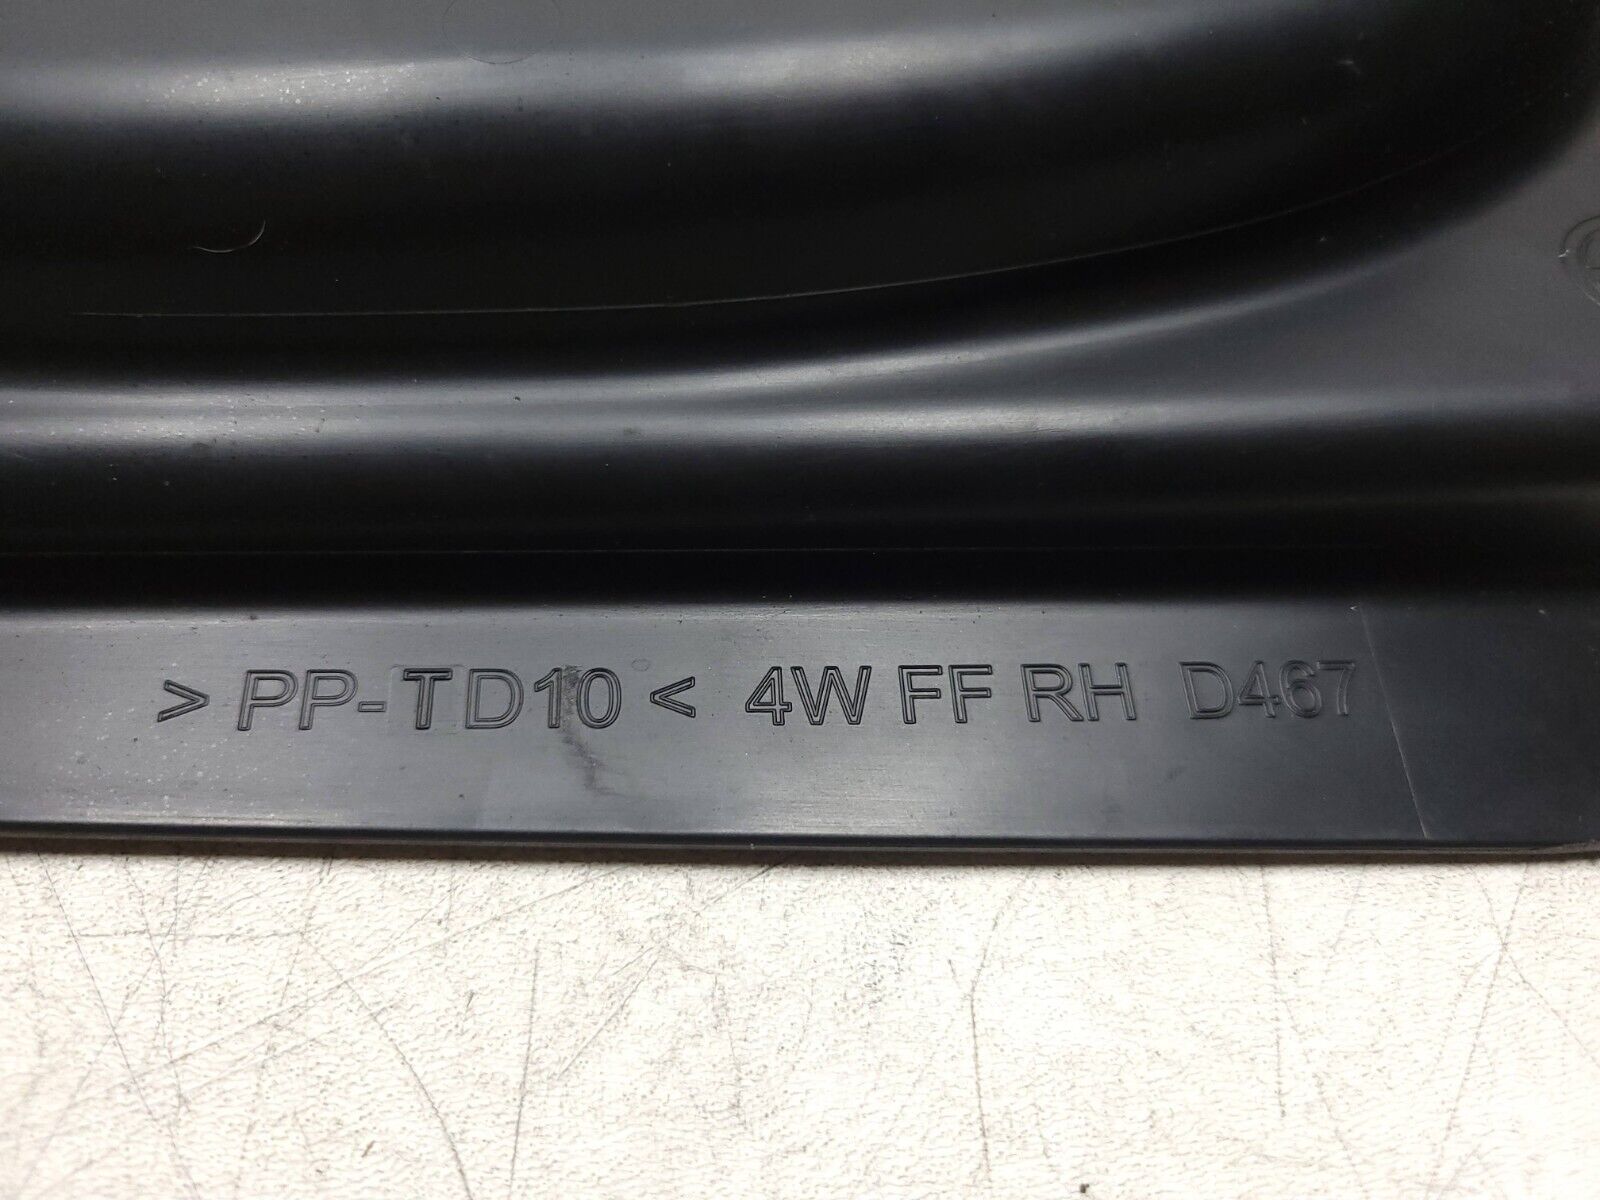 > PP-TD10 < 4W FF RH D467